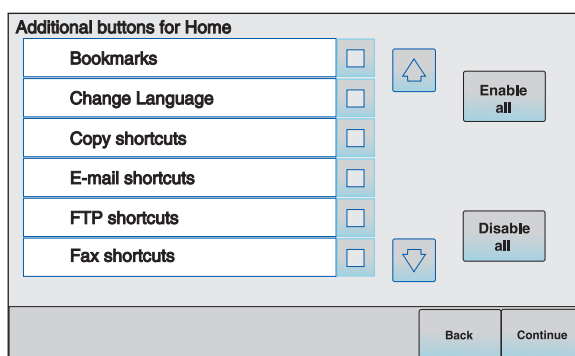 Additional buttons for Home
Bookmarks
Change Language
Copy shortcuts
E-mail shortcuts
FTP shortcuts
Fax shortcuts
Enable
all
Disable
all
Back
Continue